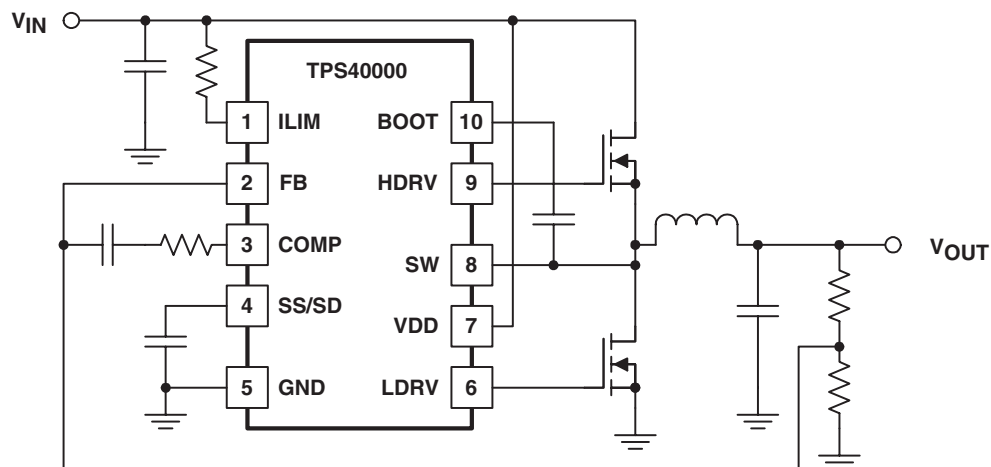 VIN
TPS40000
1 ILIM BOOT 10
2 FB HDRV 9
3 COMP
SW 8
VOUT
4 SS/SD
VDD 7
5 GND LDRV 6